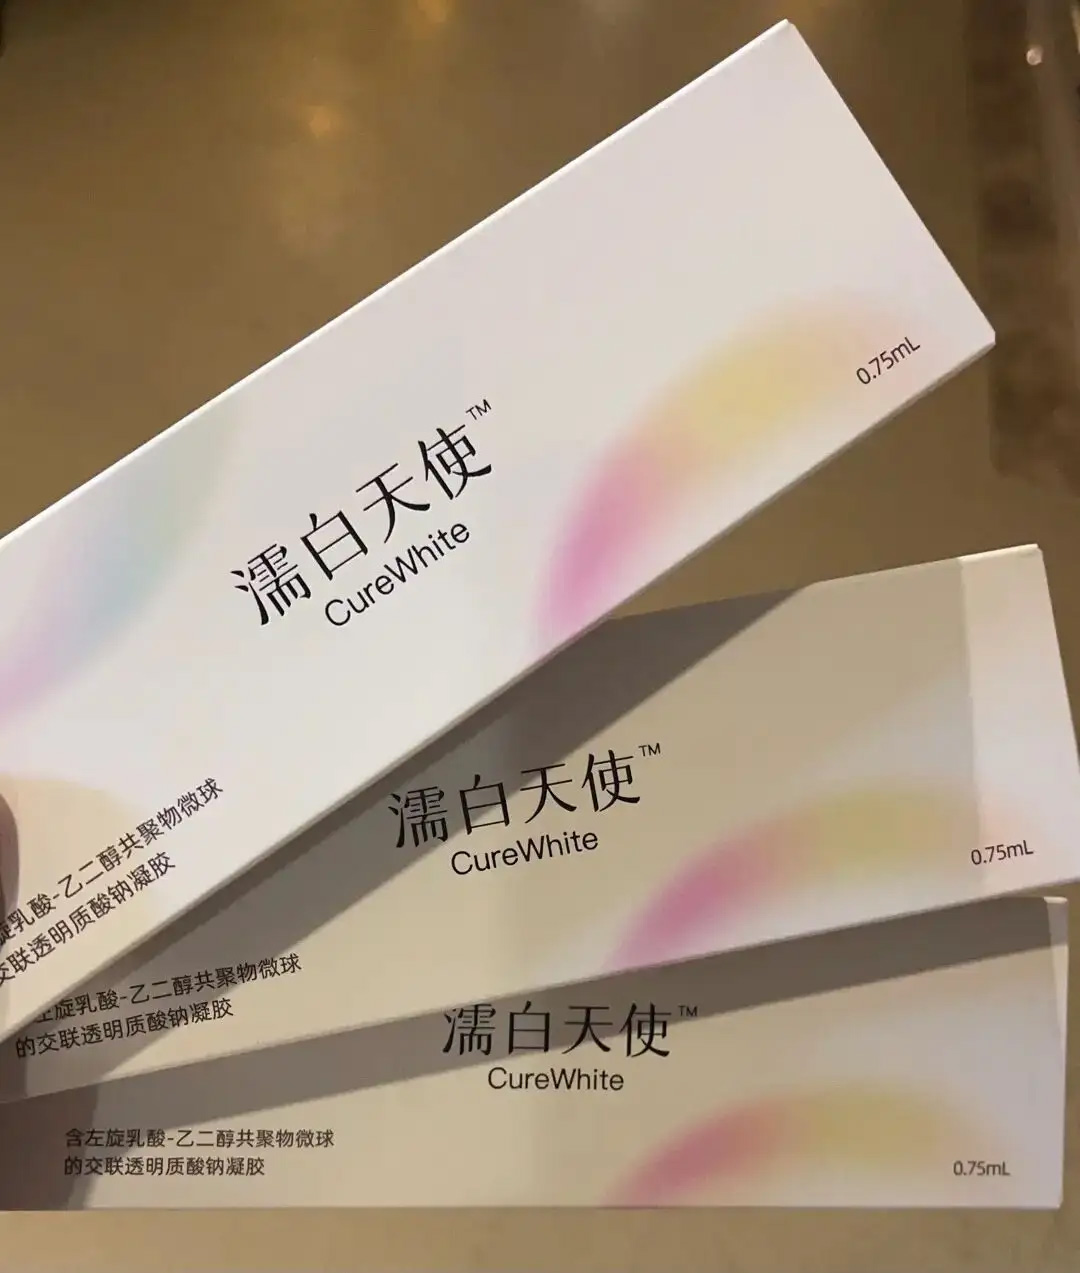 濡白天使™
CureWhite
0.75mL
旋乳酸-乙二醇共聚物微球
交联透明质酸钠凝胶
濡白天使™
CureWhite
0.75mL
左旋乳酸-乙二醇共聚物微球
的交联透明质酸钠凝胶
濡白天使™
CureWhite
含左旋乳酸-乙二醇共聚物微球
的交联透明质酸钠凝胶
0.75mL